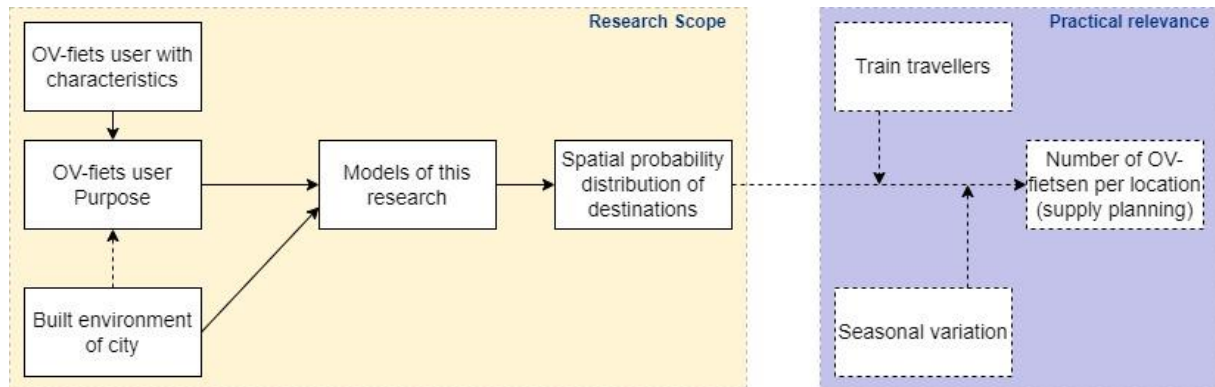 Research Scope
OV-fiets user with
characteristics
OV-fiets user
Purpose
Built environment
of city
Models of this
research
Spatial probability
distribution of
destinations
Practical relevance
Train travellers
Number of OV-
fietsen per location
(supply planning)
Seasonal variation